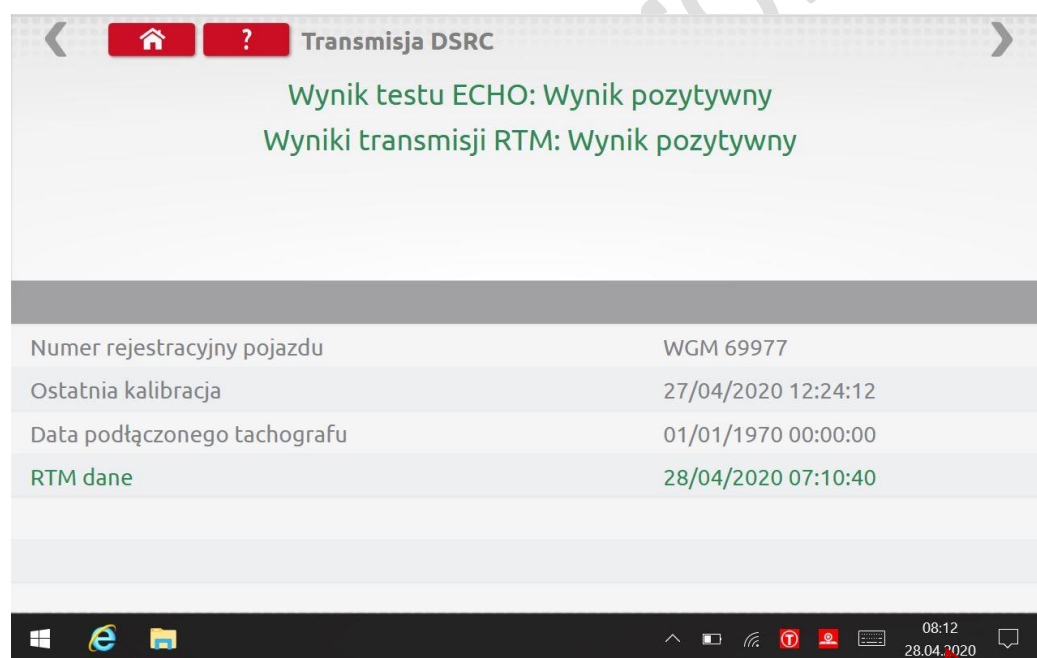 ? Transmisja DSRC
Wynik testu ECHO: Wynik pozytywny
Wyniki transmisji RTM: Wynik pozytywny
Numer rejestracyjny pojazdu WGM 69977
Ostatnia kalibracja 27/04/2020 12:24:12
Data podłączonego tachografu 01/01/1970 00:00:00
RTM dane 28/04/2020 07:10:40
08:12
28.04.2020